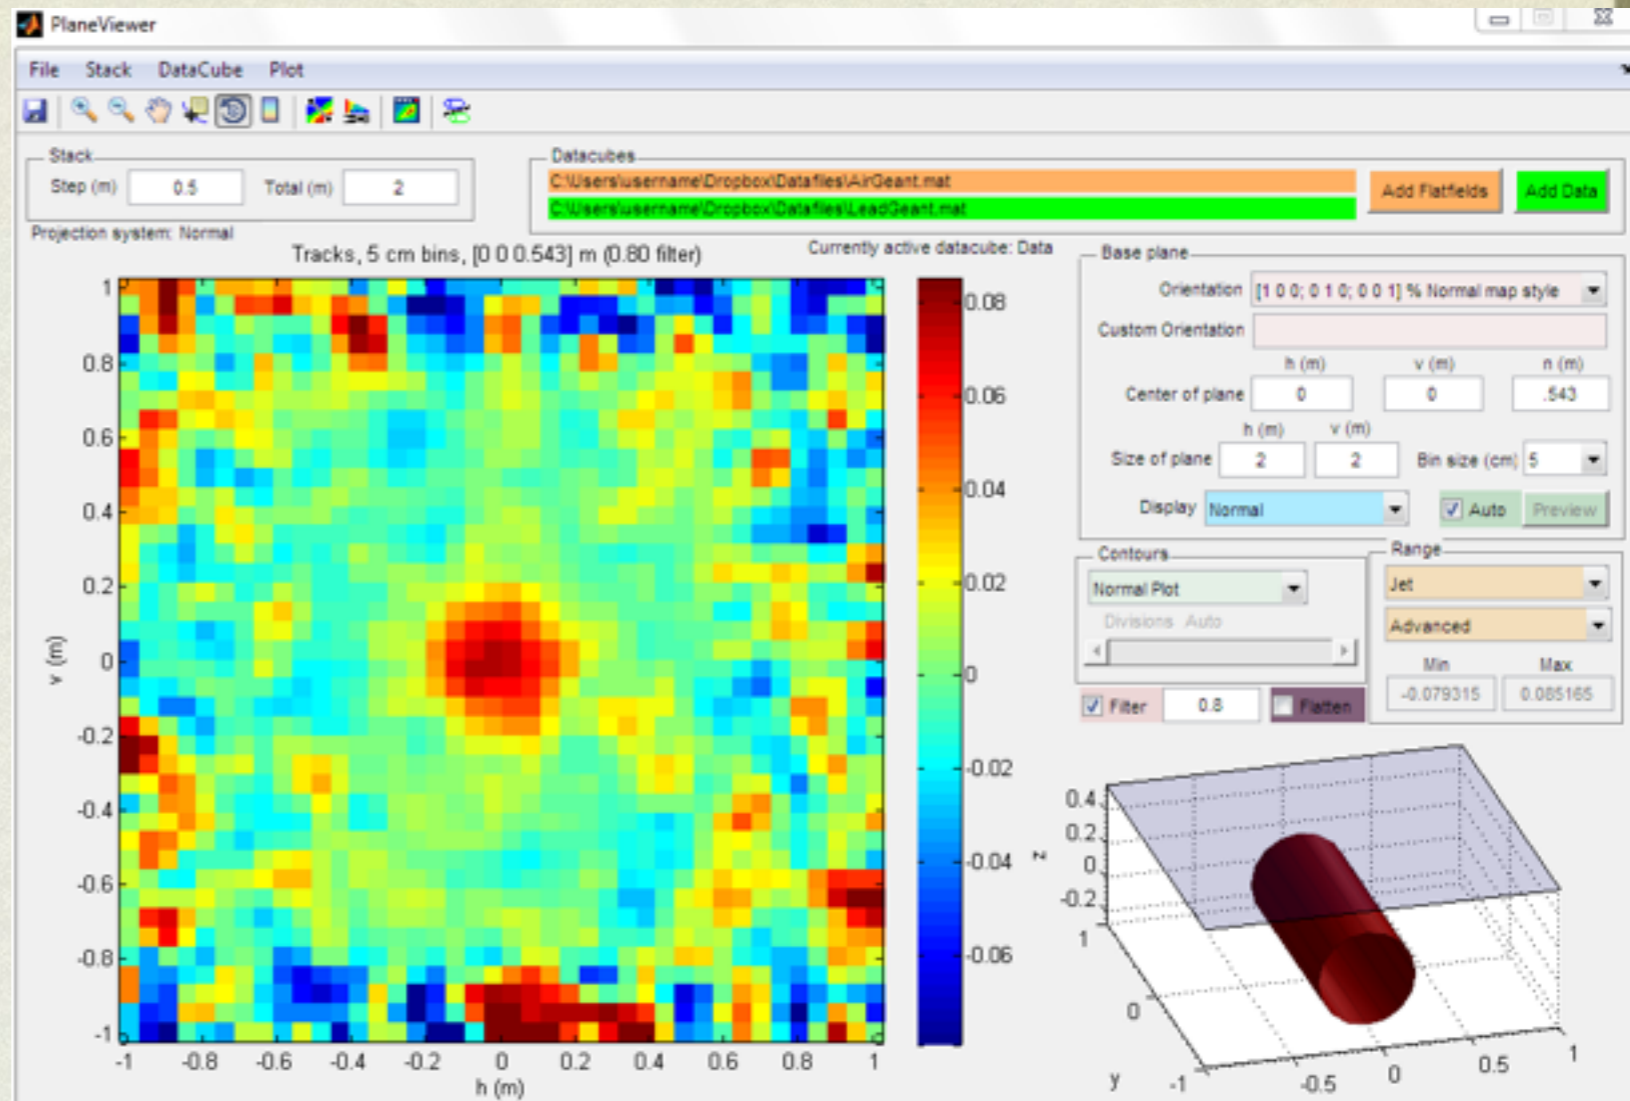 PlaneViewer
File Stack DataCube Plot
Stack
Step (m) 0.5 Total (m) 2
Datacubes
C:\Users\username\Dropbox\Datafiles\AirGeant.mat
C:\Users\username\Dropbox\Datafiles\LeadGeant.mat
Add Flatfields Add Data
Projection system: Normal
Currently active datacube: Data
Tracks, 5 cm bins, [0 0 0.543] m (0.80 filter)
1
0.8
0.6
0.4
0.2
0
-0.2
-0.4
-0.6
-0.8
-1
v (m)
-1 -0.8 -0.6 -0.4 -0.2 0 0.2 0.4 0.6 0.8 1
h (m)
0.08
0.06
0.04
0.02
0
-0.02
-0.04
-0.06
Base plane
Orientation [1 0 0; 0 1 0; 0 0 1] % Normal map style
Custom Orientation
h (m) v (m) n (m)
Center of plane 0 0 .543
h (m) v (m)
Size of plane 2 2 Bin size (cm) 5
Display Normal Auto Preview
Contours
Normal Plot
Divisions Auto
Filter 0.8 Flatten
Range
Jet
Advanced
Min Max
-0.079315 0.085165
0.4
0.2
0
-0.2
z
1
0
-1
y
-0.5 0 0.5 1